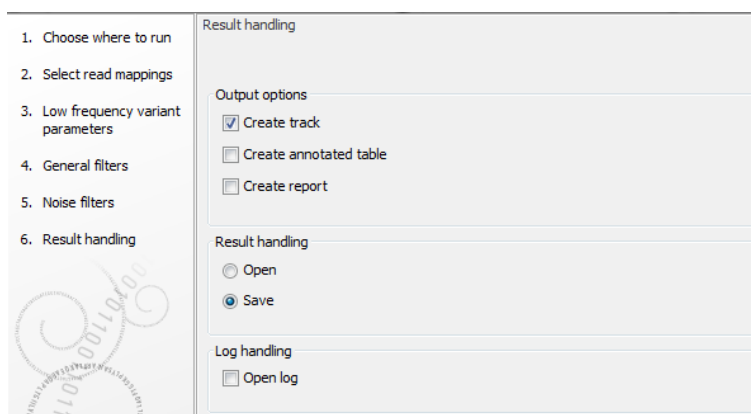 1. Choose where to run
2. Select read mappings
3. Low frequency variant
parameters
4. General filters
5. Noise filters
6. Result handling
Result handling
Output options
Create track
Create annotated table
Create report
Result handling
Open
Save
Log handling
Open log